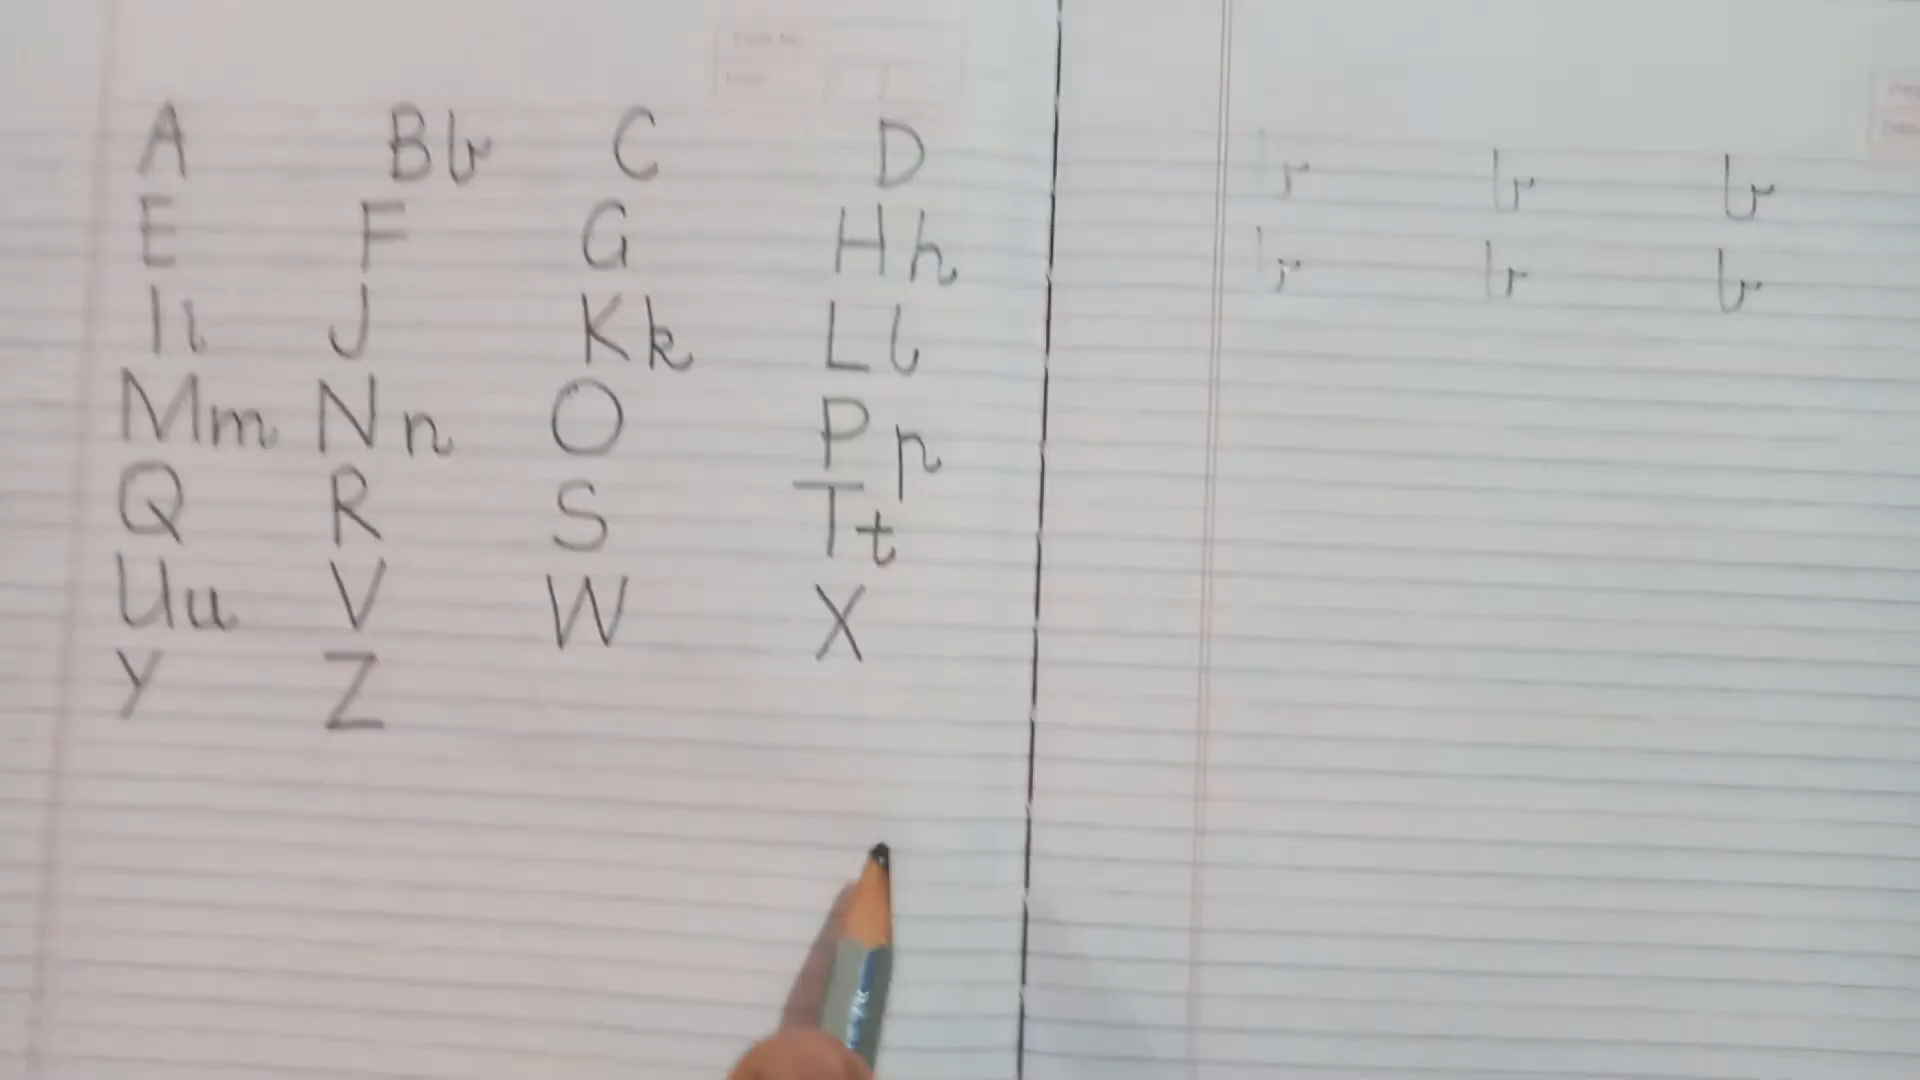 A Bb C D
E F G Hh
Ii J Kk Ll
Mm Nn O Pp
Q R S Tt
Uu V W X
Y Z
b b
b b